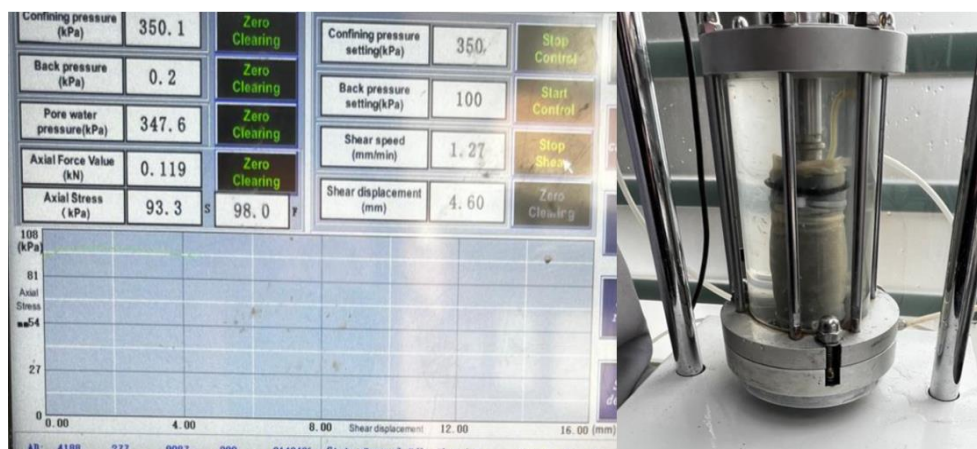 Confining pressure
(kPa)
350.1
Zero
Clearing
Back pressure
(kPa)
0.2
Zero
Clearing
Pore water
pressure(kPa)
347.6
Zero
Clearing
Axial Force Value
(kN)
0.119
Zero
Clearing
Axial Stress
(kPa)
93.3
S
98.0
F
Confining pressure
setting(kPa)
350
Stop
Control
Back pressure
setting(kPa)
100
Start
Control
Shear speed
(mm/min)
1.27
Stop
Shear
Shear displacement
(mm)
4.60
Zero
Clearing
108
(kPa)
81
Axial
Stress
54
27
0
0.00
4.00
8.00
Shear displacement
12.00
16.00 (mm)